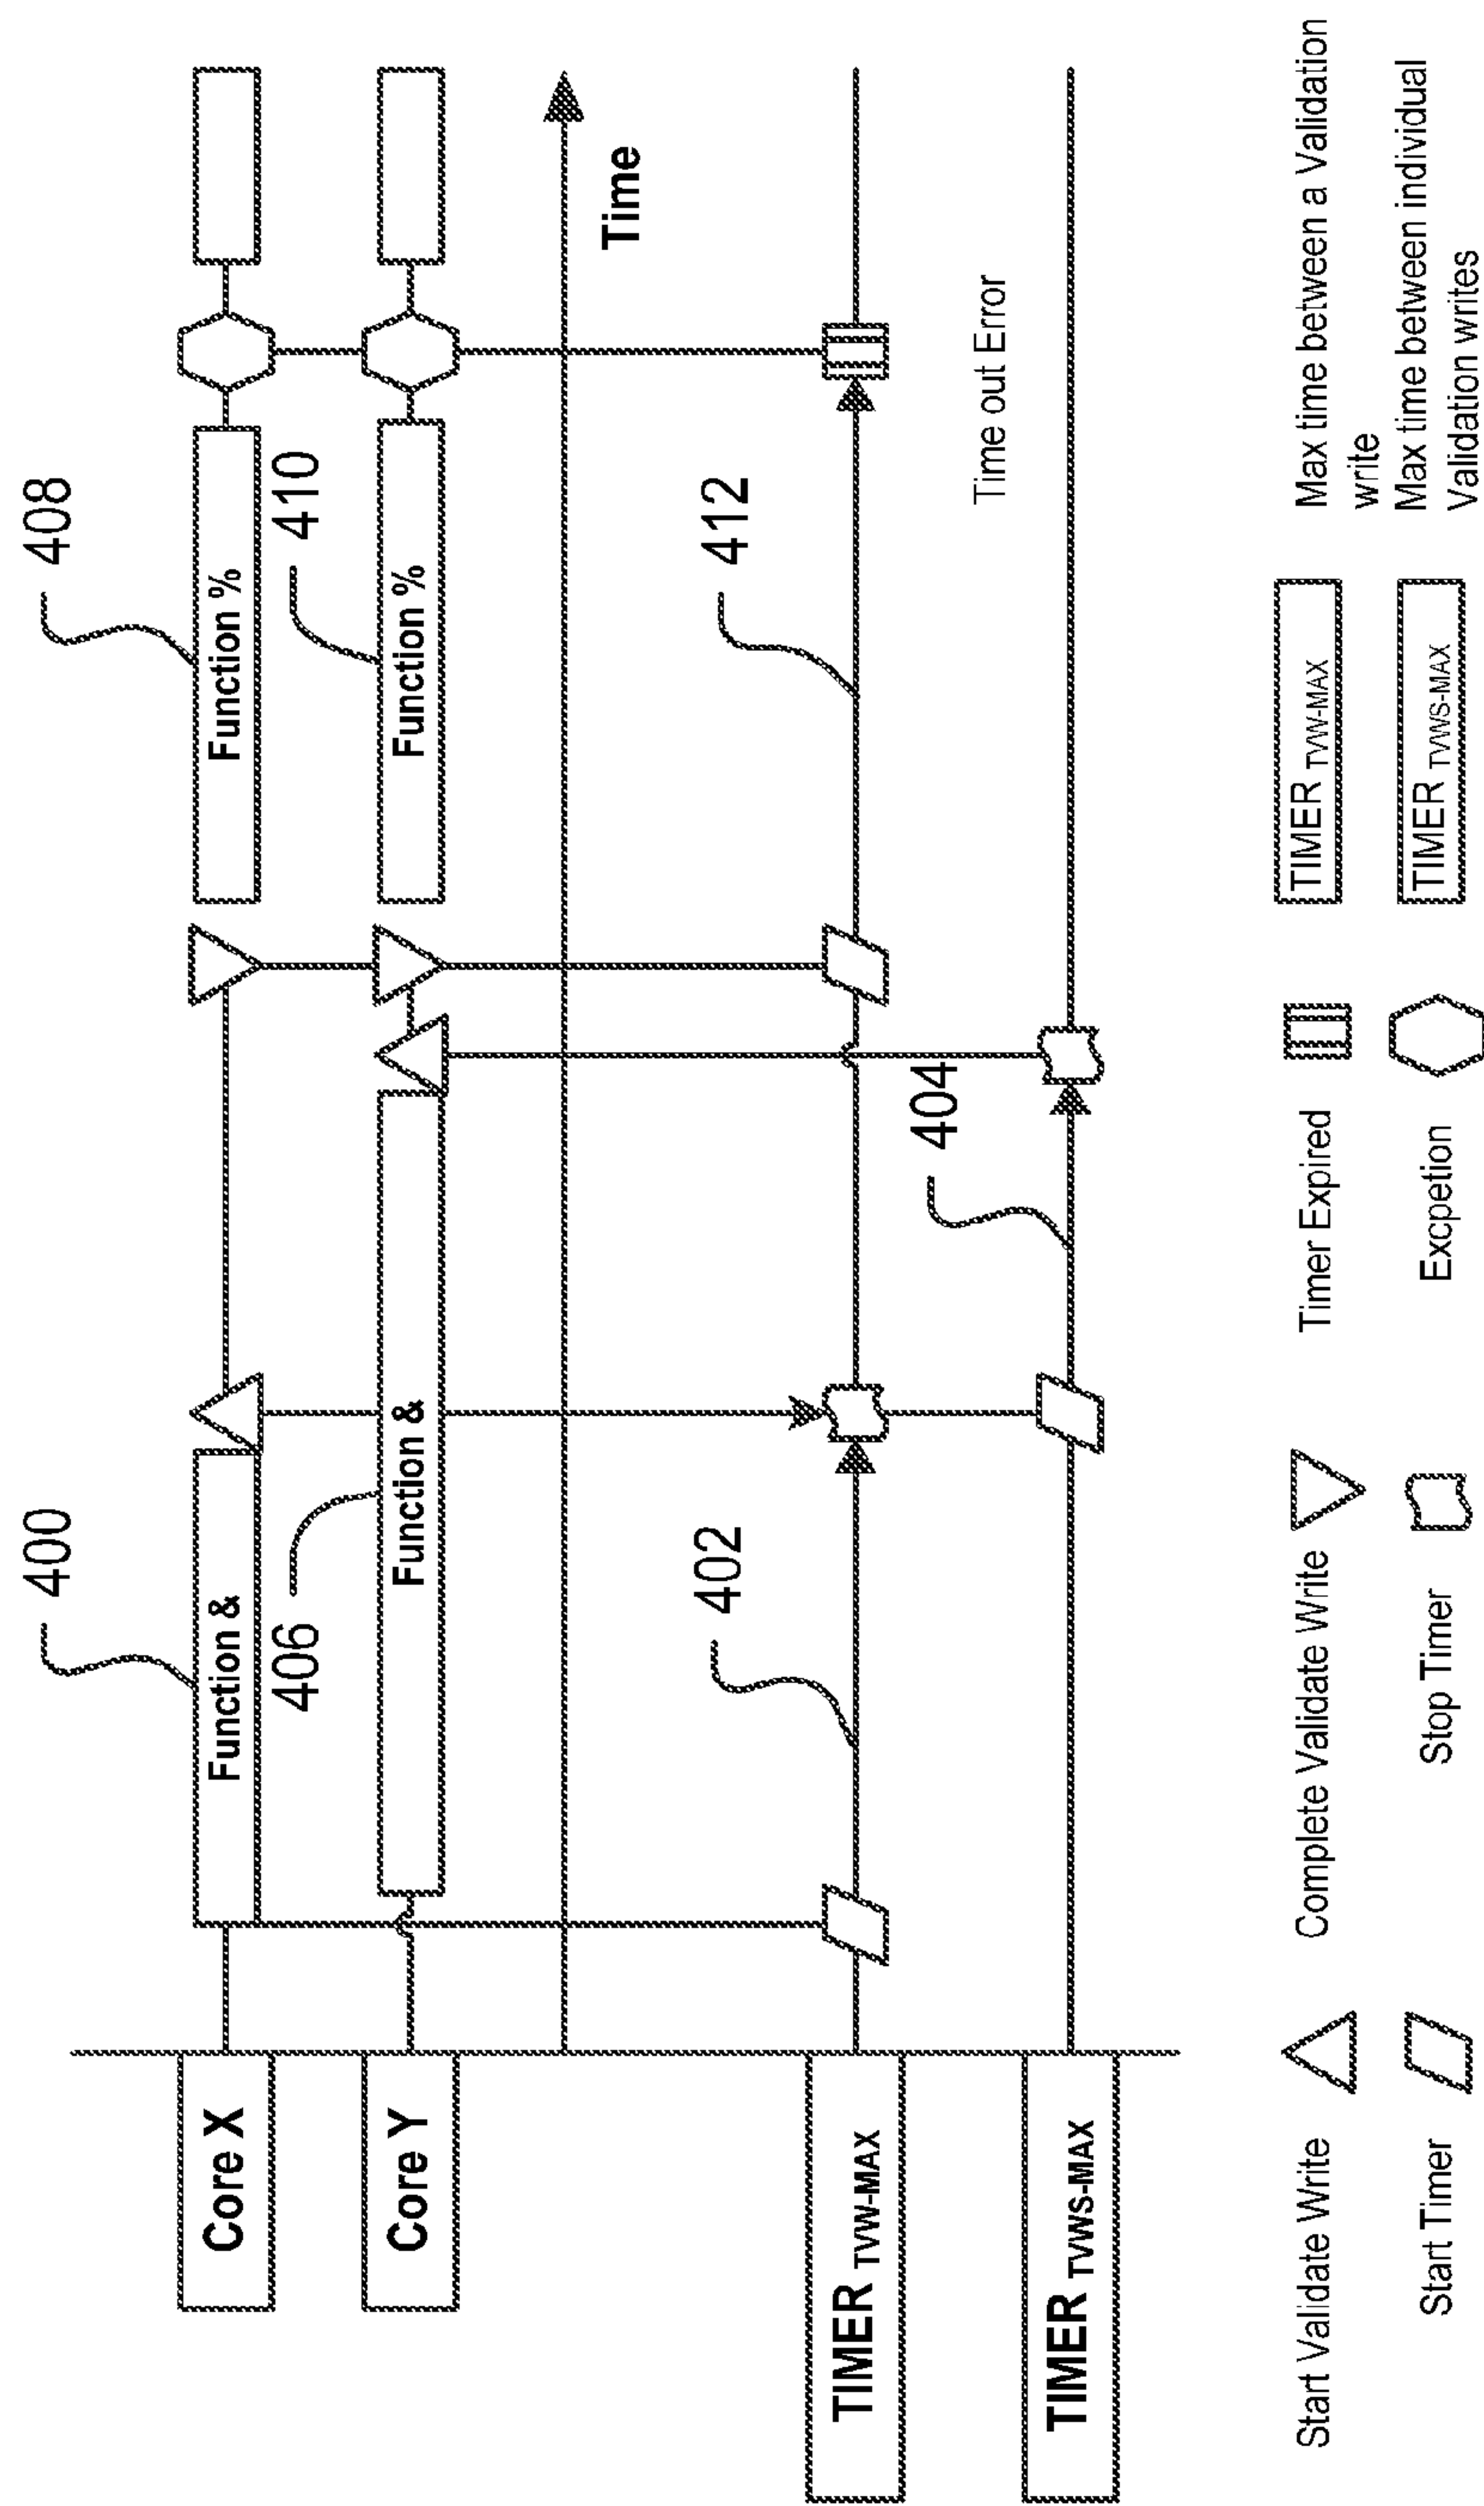 400
408
Core X
Function &
Function %
406
410
Core Y
Function &
Function %
Time
402
412
TIMER TVW-MAX
404
Time out Error
TIMER TVWS-MAX
Start Validate Write
Complete Validate Write
Timer Expired
TIMER TVW-MAX
Max time between a Validation
write
Start Timer
Stop Timer
Excpetion
TIMER TVWS-MAX
Max time between individual
Validation writes